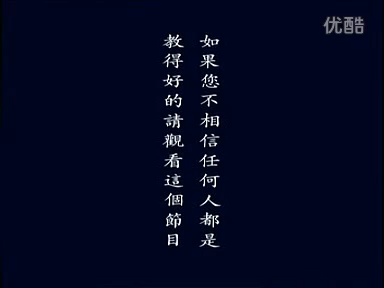 如果您不相信任何人都是
教得好的請觀看這個節目
优酷